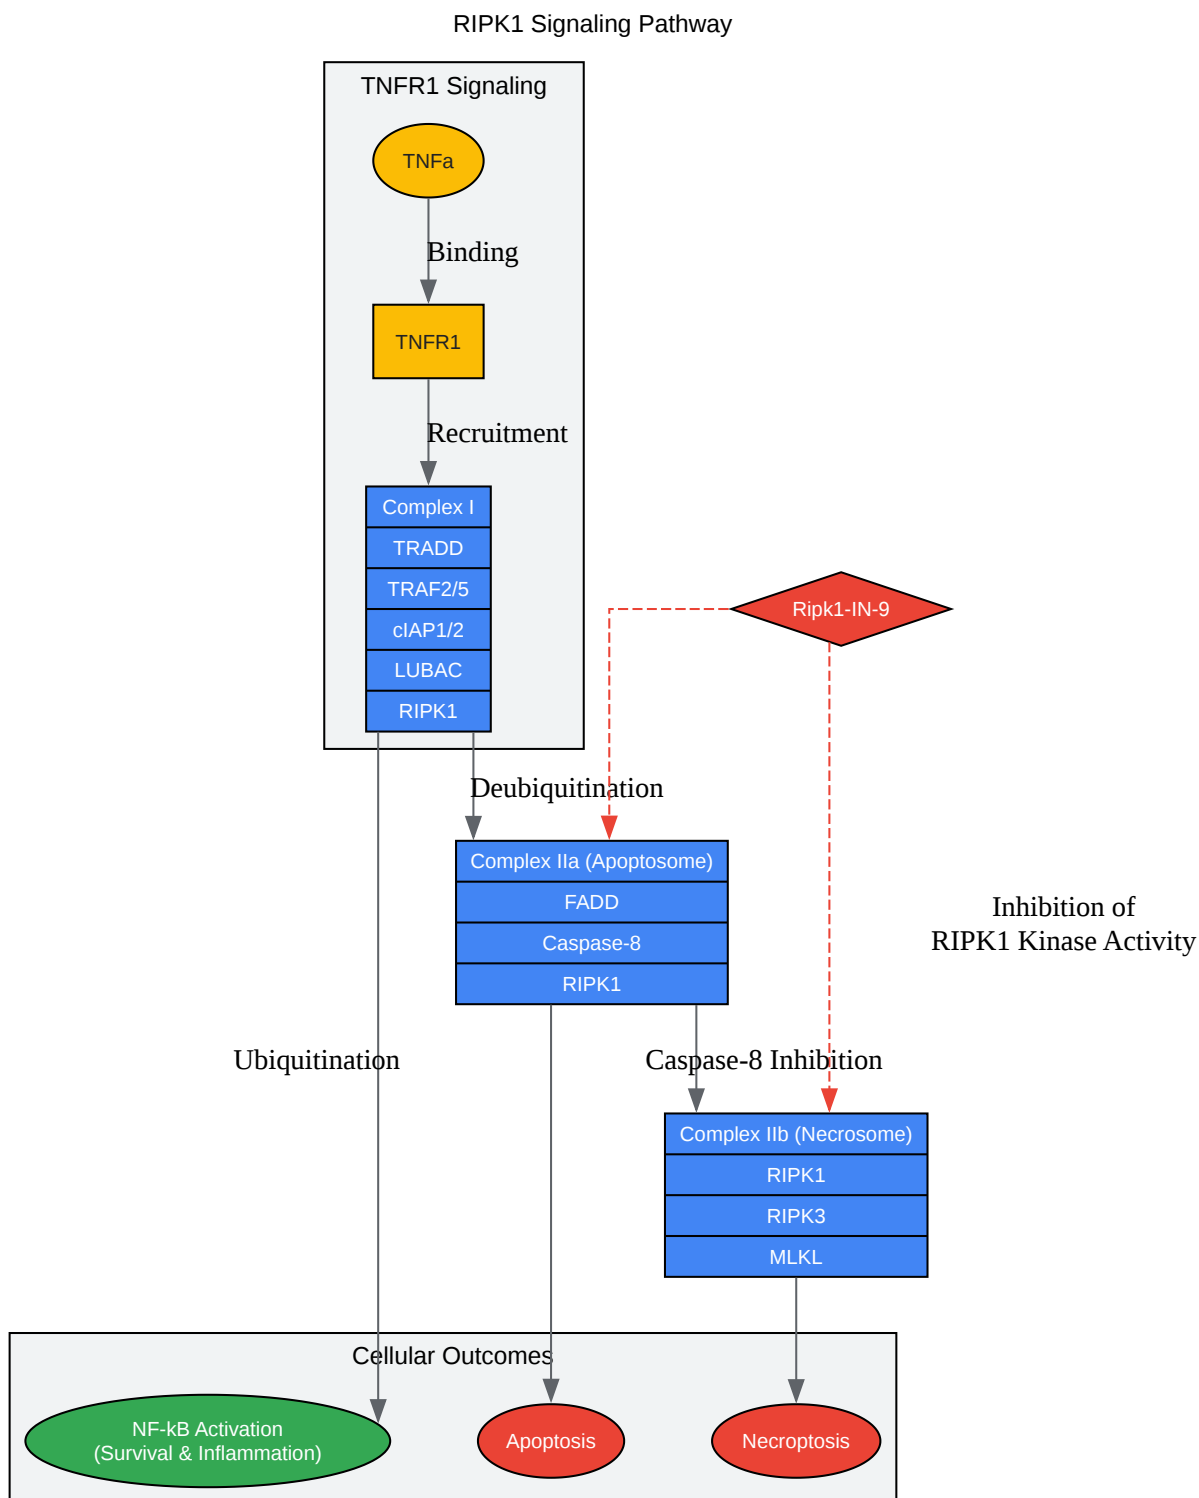 RIPK1 Signaling Pathway
TNFR1 Signaling
TNFa
Binding
TNFR1
Recruitment
Complex I
TRADD
TRAF2/5
cIAP1/2
LUBAC
RIPK1
Ripk1-IN-9
Deubiquitination
Complex IIa (Apoptosome)
FADD
Caspase-8
RIPK1
Inhibition of
RIPK1 Kinase Activity
Ubiquitination
Caspase-8 Inhibition
Complex IIb (Necrosome)
RIPK1
RIPK3
MLKL
Cellular Outcomes
NF-kB Activation
(Survival & Inflammation)
Apoptosis
Necroptosis